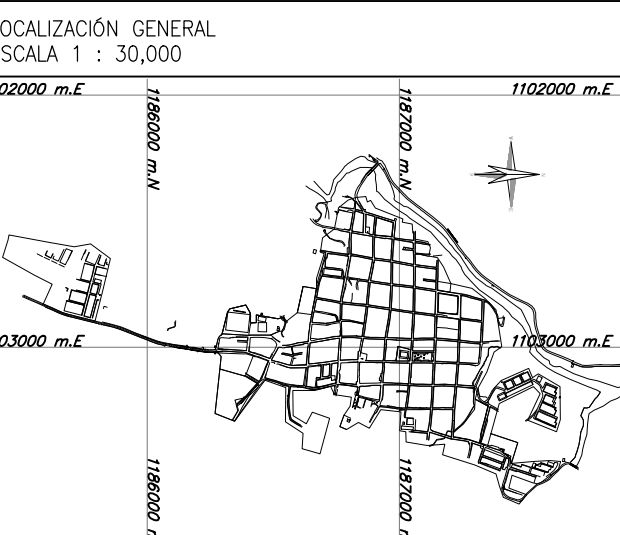 OCALIZACIÓN GENERAL
SCALA 1 : 30,000
02000 m.E
1102000 m.E
1186000 m.N
1187000 m.N
03000 m.E
1103000 m.E
1186000
1187000